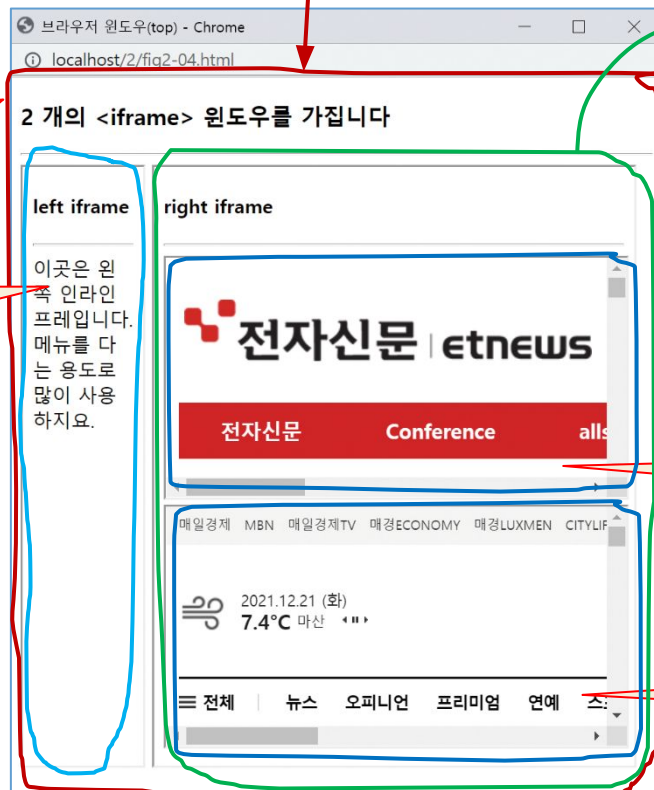 브라우저 윈도우(top) - Chrome
localhost/2/fig2-04.html
2 개의 <iframe> 윈도우를 가집니다
left iframe
이곳은 왼
쪽 인라인
프레입니다.
메뉴를 다
는 용도로
많이 사용
하지요.
right iframe
전자신문 etnews
전자신문 Conference alls
매일경제 MBN 매일경제TV 매경ECONOMY 매경LUXMEN CITYLIF
2021.12.21 (화)
7.4°C 마산
전체 뉴스 오피니언 프리미엄 연예